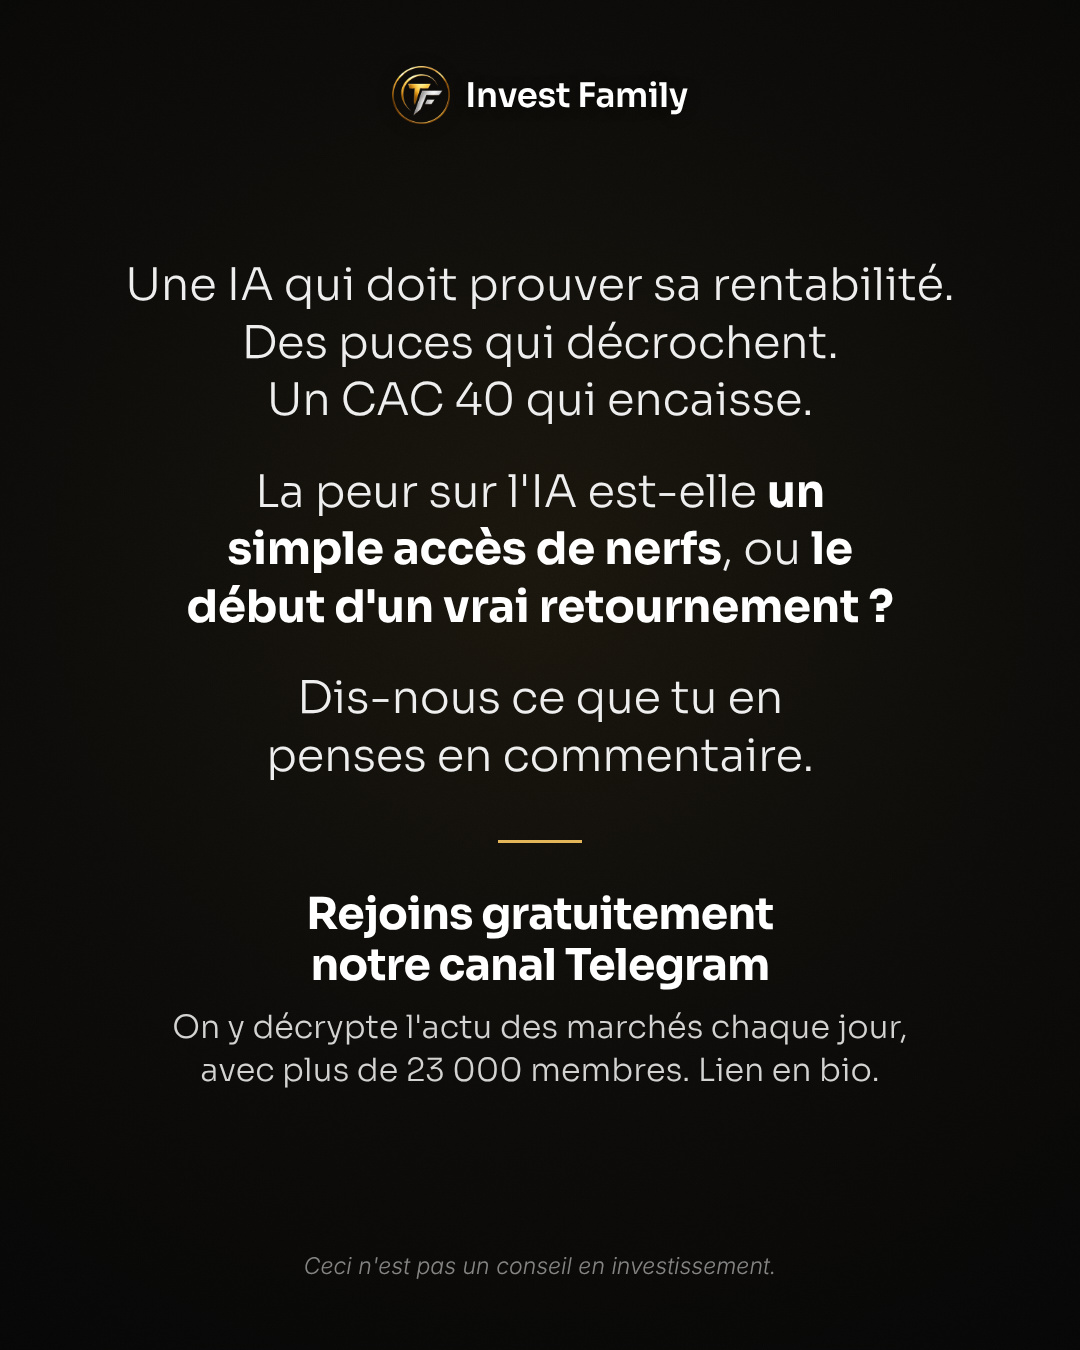 TF Invest Family
Une IA qui doit prouver sa rentabilité.
Des puces qui décrochent.
Un CAC 40 qui encaisse.
La peur sur l'IA est-elle un
simple accès de nerfs, ou le
début d'un vrai retournement ?
Dis-nous ce que tu en
penses en commentaire.
Rejoins gratuitement
notre canal Telegram
On y décrypte l'actu des marchés chaque jour,
avec plus de 23 000 membres. Lien en bio.
Ceci n'est pas un conseil en investissement.